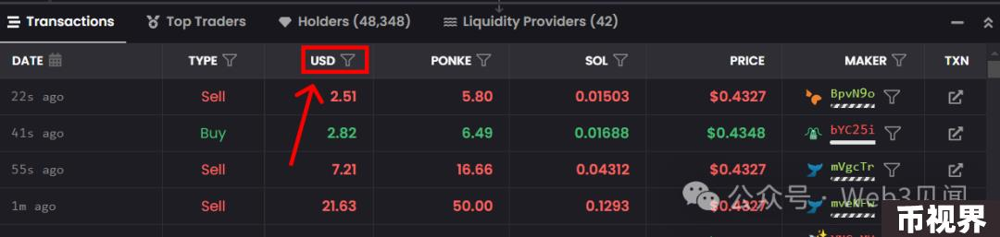 Transactions Top Traders Holders (48,348) Liquidity Providers (42)
DATE TYPE USD PONKE SOL PRICE MAKER TXN
22s ago Sell 2.51 5.80 0.01503 $0.4327 BpvN9o
41s ago Buy 2.82 6.49 0.01688 $0.4348 bYC25i
55s ago Sell 7.21 16.66 0.04312 $0.4327 mVgcTr
1m ago Sell 21.63 50.00 0.1293 $0.4327 mveKFw
公众号 · Web3见闻
币视界